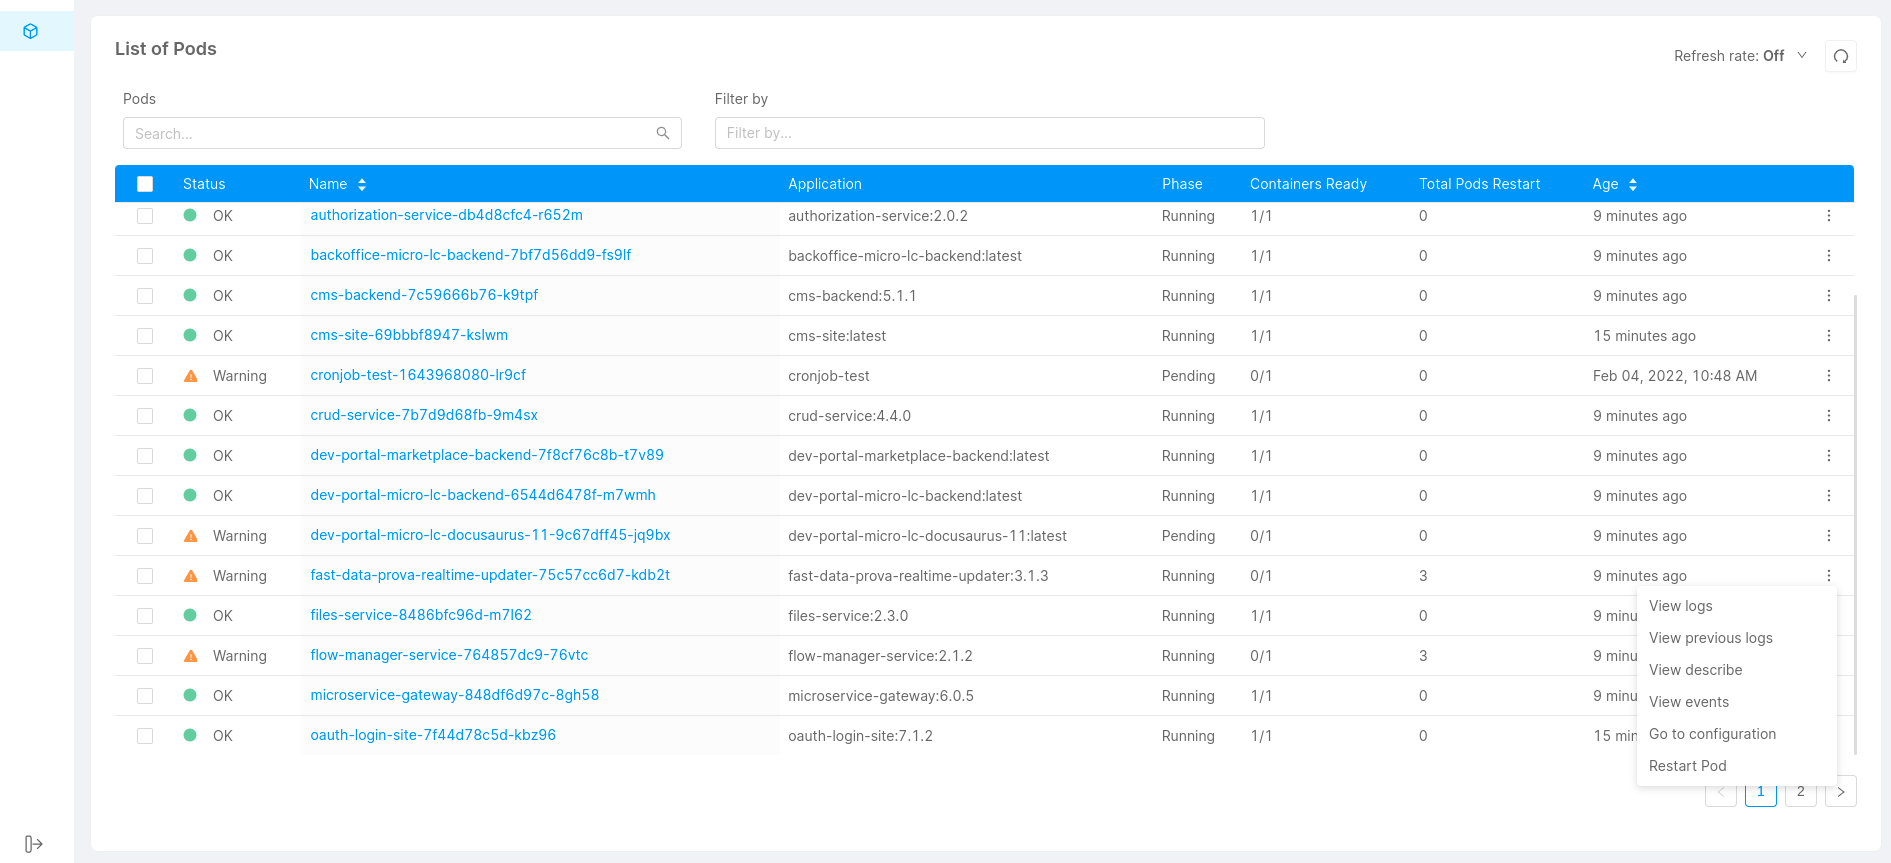 List of Pods
Refresh rate: Off
Pods
Filter by
Search...
Filter by...
Status Name Application Phase Containers Ready Total Pods Restart Age
OK authorization-service-db4d8cfc4-r652m authorization-service:2.0.2 Running 1/1 0 9 minutes ago
OK backoffice-micro-lc-backend-7bf7d56dd9-fs9lf backoffice-micro-lc-backend:latest Running 1/1 0 9 minutes ago
OK cms-backend-7c59666b76-k9tpf cms-backend:5.1.1 Running 1/1 0 9 minutes ago
OK cms-site-69bbbf8947-kslwm cms-site:latest Running 1/1 0 15 minutes ago
Warning cronjob-test-1643968080-lr9cf cronjob-test Pending 0/1 0 Feb 04, 2022, 10:48 AM
OK crud-service-7b7d9d68fb-9m4sx crud-service:4.4.0 Running 1/1 0 9 minutes ago
OK dev-portal-marketplace-backend-7f8cf76c8b-t7v89 dev-portal-marketplace-backend:latest Running 1/1 0 9 minutes ago
OK dev-portal-micro-lc-backend-6544d6478f-m7wmh dev-portal-micro-lc-backend:latest Running 1/1 0 9 minutes ago
Warning dev-portal-micro-lc-docusaurus-11-9c67dff45-jq9bx dev-portal-micro-lc-docusaurus-11:latest Pending 0/1 0 9 minutes ago
Warning fast-data-prova-realtime-updater-75c57cc6d7-kdb2t fast-data-prova-realtime-updater:3.1.3 Running 0/1 3 9 minutes ago
OK files-service-8486bfc96d-m7l62 files-service:2.3.0 Running 1/1 0 9 minu
Warning flow-manager-service-764857dc9-76vtc flow-manager-service:2.1.2 Running 0/1 3 9 minu
OK microservice-gateway-848df6d97c-8gh58 microservice-gateway:6.0.5 Running 1/1 0 9 minu
OK oauth-login-site-7f44d78c5d-kbz96 oauth-login-site:7.1.2 Running 1/1 0 15 min
View logs
View previous logs
View describe
View events
Go to configuration
Restart Pod
1 2